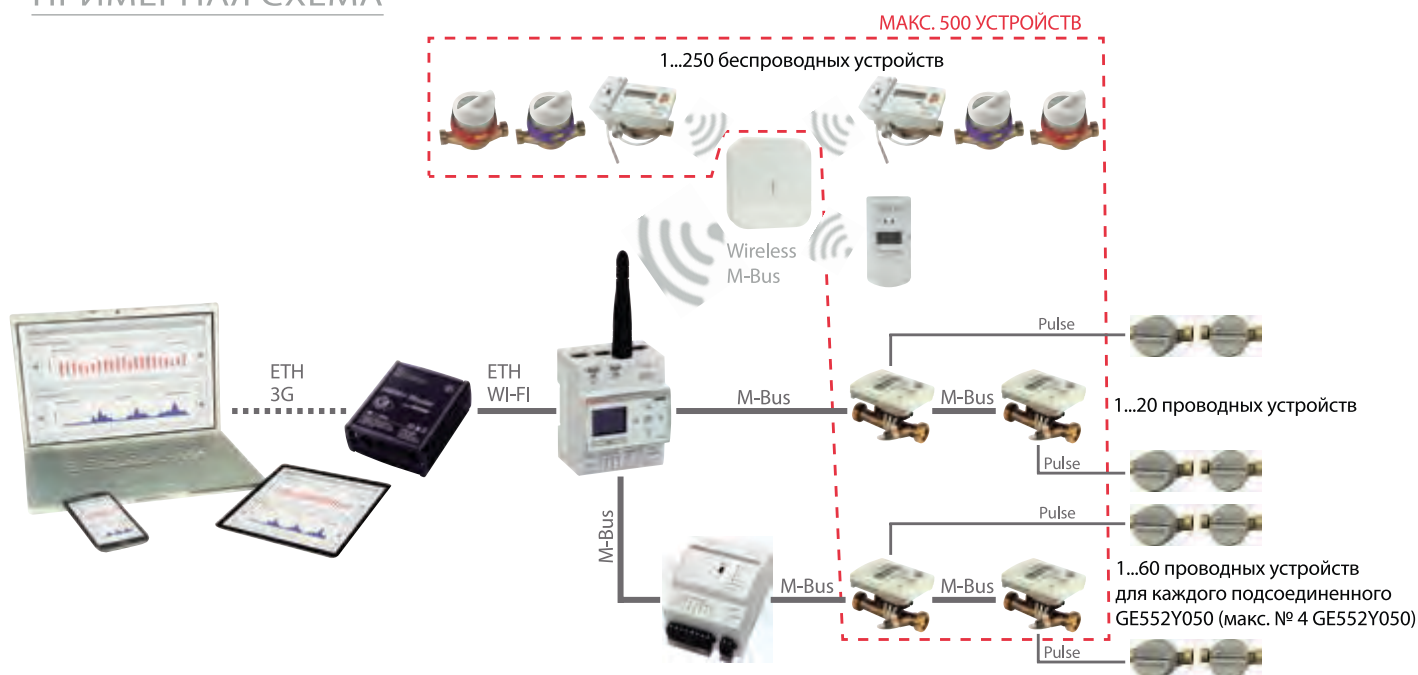 ПРИМЕРНАЯ СХЕМА
МАКС. 500 УСТРОЙСТВ
1...250 беспроводных устройств
Wireless
M-Bus
Pulse
ETH
3G
ETH
WI-FI
M-Bus
M-Bus
1...20 проводных устройств
Pulse
Pulse
M-Bus
M-Bus
M-Bus
1...60 проводных устройств
для каждого подсоединенного
GE552Y050 (макс. № 4 GE552Y050)
Pulse